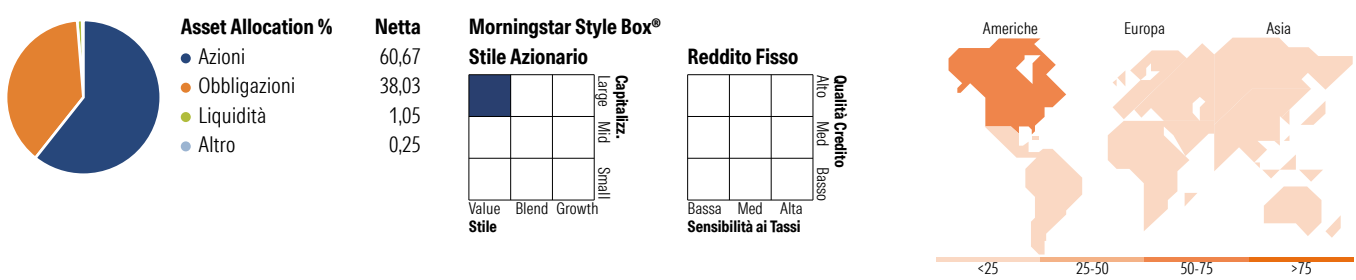 Asset Allocation % Netta
Azioni 60,67
Obbligazioni 38,03
Liquidità 1,05
Altro 0,25
Morningstar Style Box®
Stile Azionario
Large Mid Small
Capitalizz.
Value Blend Growth
Stile
Reddito Fisso
Alto Med Basso
Qualità Credito
Bassa Med Alta
Sensibilità ai Tassi
Americhe Europa Asia
<25 25-50 50-75 >75